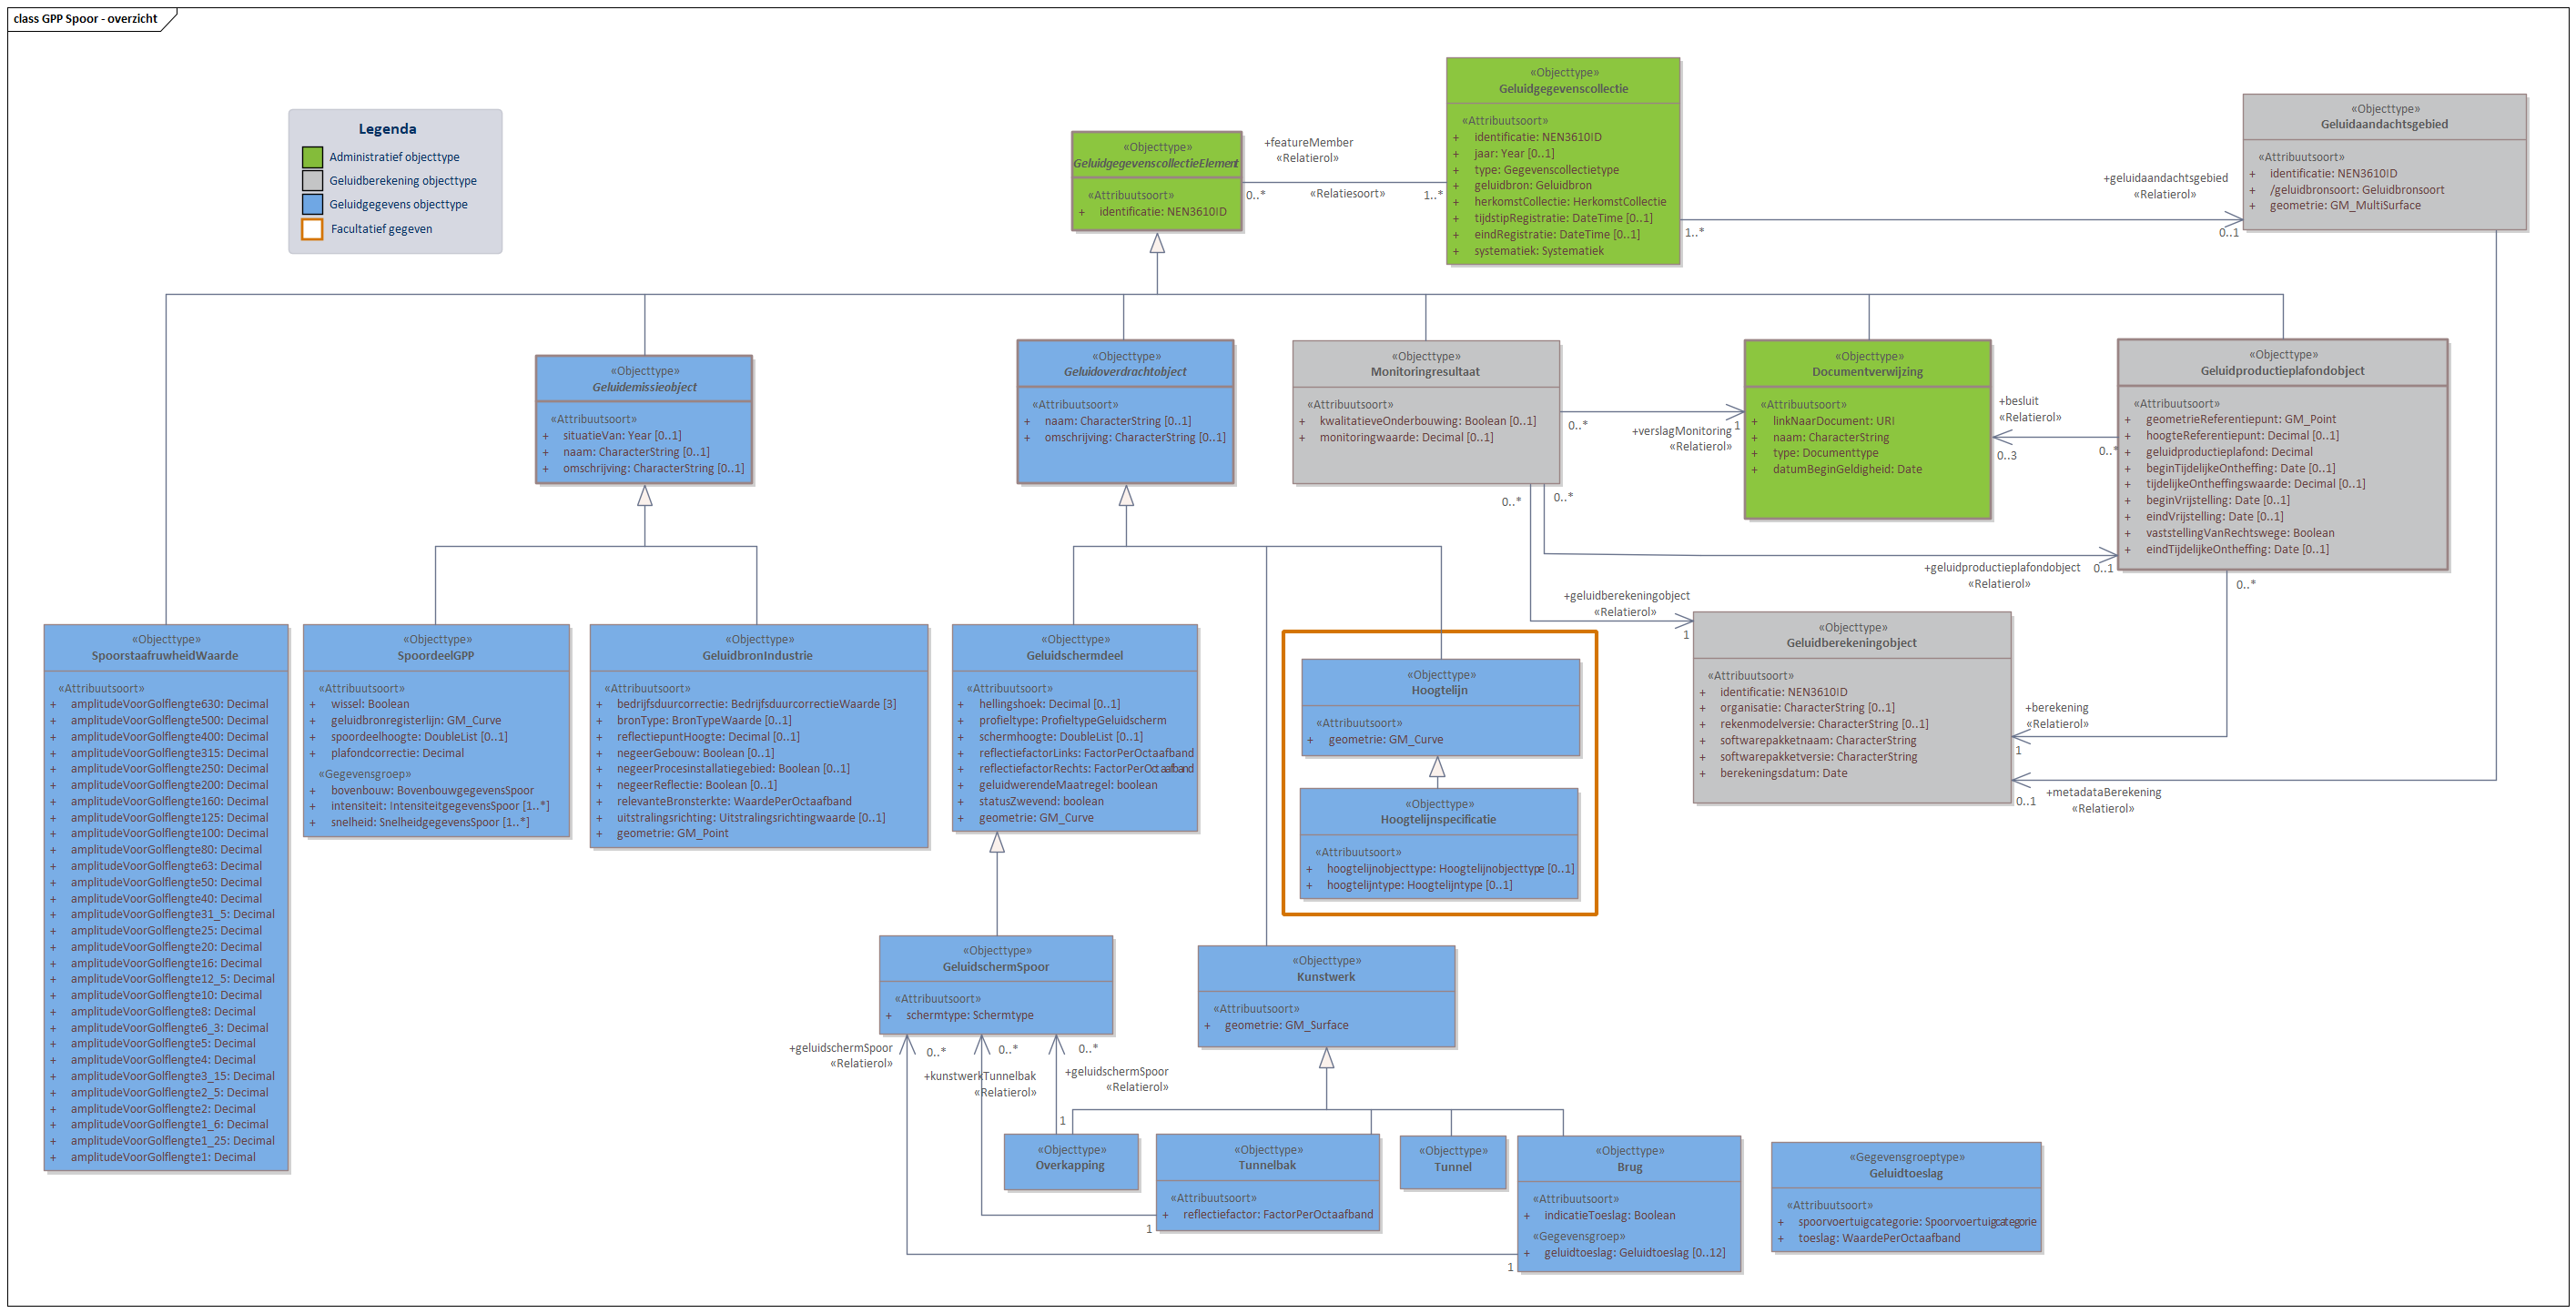 class GPP Spoor - overzicht
Legenda
Administratief objecttype
Geluidberekening objecttype
Geluidgegevens objecttype
Facultatief gegeven
«Objecttype»
GeluidgegevenscollectieElement
«Attribuutsoort»
+ identificatie: NEN3610ID
+featureMember
«Relatierol»
0..*
«Relatiesoort»
1..*
«Objecttype»
Geluidgegevenscollectie
«Attribuutsoort»
+ identificatie: NEN3610ID
+ jaar: Year [0..1]
+ type: Gegevenscollectietype
+ geluidbron: Geluidbron
+ herkomstCollectie: HerkomstCollectie
+ tijdstipRegistratie: DateTime [0..1]
+ eindRegistratie: DateTime [0..1]
+ systematiek: Systematiek
1..*
+geluidaandachtsgebied
«Relatierol»
0..1
«Objecttype»
Geluidaandachtsgebied
«Attribuutsoort»
+ identificatie: NEN3610ID
+ /geluidbronsoort: Geluidbronsoort
+ geometrie: GM_MultiSurface
«Objecttype»
Geluidemissieobject
«Attribuutsoort»
+ situatieVan: Year [0..1]
+ naam: CharacterString [0..1]
+ omschrijving: CharacterString [0..1]
«Objecttype»
Geluidoverdrachtobject
«Attribuutsoort»
+ naam: CharacterString [0..1]
+ omschrijving: CharacterString [0..1]
«Objecttype»
Monitoringresultaat
«Attribuutsoort»
+ kwalitatieveOnderbouwing: Boolean [0..1]
+ monitoringwaarde: Decimal [0..1]
0..*
+verslagMonitoring
«Relatierol»
1
«Objecttype»
Documentverwijzing
«Attribuutsoort»
+ linkNaarDocument: URI
+ naam: CharacterString
+ type: Documenttype
+ datumBeginGeldigheid: Date
+besluit
«Relatierol»
0..3
0..*
«Objecttype»
Geluidproductieplafondobject
«Attribuutsoort»
+ geometrieReferentiepunt: GM_Point
+ hoogteReferentiepunt: Decimal [0..1]
+ geluidproductieplafond: Decimal
+ beginTijdelijkeOntheffing: Date [0..1]
+ tijdelijkeOntheffingswaarde: Decimal [0..1]
+ beginVrijstelling: Date [0..1]
+ eindVrijstelling: Date [0..1]
+ vaststellingVanRechtswege: Boolean
+ eindTijdelijkeOntheffing: Date [0..1]
0..*
0..*
+geluidproductieplafondobject
«Relatierol»
0..1
0..*
+geluidberekeningobject
«Relatierol»
1
«Objecttype»
Geluidberekeningobject
«Attribuutsoort»
+ identificatie: NEN3610ID
+ organisatie: CharacterString [0..1]
+ rekenmodelversie: CharacterString [0..1]
+ softwarepakketnaam: CharacterString
+ softwarepakketversie: CharacterString
+ berekeningsdatum: Date
+berekening
«Relatierol»
1
0..1
+metadataBerekening
«Relatierol»
«Objecttype»
SpoorstaafruwheidWaarde
«Attribuutsoort»
+ amplitudeVoorGolflengte630: Decimal
+ amplitudeVoorGolflengte500: Decimal
+ amplitudeVoorGolflengte400: Decimal
+ amplitudeVoorGolflengte315: Decimal
+ amplitudeVoorGolflengte250: Decimal
+ amplitudeVoorGolflengte200: Decimal
+ amplitudeVoorGolflengte160: Decimal
+ amplitudeVoorGolflengte125: Decimal
+ amplitudeVoorGolflengte100: Decimal
+ amplitudeVoorGolflengte80: Decimal
+ amplitudeVoorGolflengte63: Decimal
+ amplitudeVoorGolflengte50: Decimal
+ amplitudeVoorGolflengte40: Decimal
+ amplitudeVoorGolflengte31_5: Decimal
+ amplitudeVoorGolflengte25: Decimal
+ amplitudeVoorGolflengte20: Decimal
+ amplitudeVoorGolflengte16: Decimal
+ amplitudeVoorGolflengte12_5: Decimal
+ amplitudeVoorGolflengte10: Decimal
+ amplitudeVoorGolflengte8: Decimal
+ amplitudeVoorGolflengte6_3: Decimal
+ amplitudeVoorGolflengte5: Decimal
+ amplitudeVoorGolflengte4: Decimal
+ amplitudeVoorGolflengte3_15: Decimal
+ amplitudeVoorGolflengte2_5: Decimal
+ amplitudeVoorGolflengte2: Decimal
+ amplitudeVoorGolflengte1_6: Decimal
+ amplitudeVoorGolflengte1_25: Decimal
+ amplitudeVoorGolflengte1: Decimal
«Objecttype»
SpoordeelGPP
«Attribuutsoort»
+ wissel: Boolean
+ geluidbronregisterlijn: GM_Curve
+ spoordeelhoogte: DoubleList [0..1]
+ plafondcorrectie: Decimal
«Gegevensgroep»
+ bovenbouw: BovenbouwgegevensSpoor
+ intensiteit: IntensiteitgegevensSpoor [1..*]
+ snelheid: SnelheidgegevensSpoor [1..*]
«Objecttype»
GeluidbronIndustrie
«Attribuutsoort»
+ bedrijfsduurcorrectie: BedrijfsduurcorrectieWaarde [3]
+ bronType: BronTypeWaarde [0..1]
+ reflectiepuntHoogte: Decimal [0..1]
+ negeerGebouw: Boolean [0..1]
+ negeerProcesinstallatiegebied: Boolean [0..1]
+ negeerReflectie: Boolean [0..1]
+ relevanteBronsterkte: WaardePerOctaafband
+ uitstralingsrichting: Uitstralingsrichtingwaarde [0..1]
+ geometrie: GM_Point
«Objecttype»
Geluidschermdeel
«Attribuutsoort»
+ hellingshoek: Decimal [0..1]
+ profieltype: ProfieltypeGeluidscherm
+ schermhoogte: DoubleList [0..1]
+ reflectiefactorLinks: FactorPerOctaafband
+ reflectiefactorRechts: FactorPerOctaafband
+ geluidwerendeMaatregel: boolean
+ statusZwevend: boolean
+ geometrie: GM_Curve
«Objecttype»
Hoogtelijn
«Attribuutsoort»
+ geometrie: GM_Curve
«Objecttype»
Hoogtelijnspecificatie
«Attribuutsoort»
+ hoogtelijnobjecttype: Hoogtelijnobjecttype [0..1]
+ hoogtelijntype: Hoogtelijntype [0..1]
«Objecttype»
GeluidschermSpoor
«Attribuutsoort»
+ schermtype: Schermtype
«Objecttype»
Kunstwerk
«Attribuutsoort»
+ geometrie: GM_Surface
+geluidschermSpoor
«Relatierol»
0..*
0..*
+kunstwerkTunnelbak
«Relatierol»
0..*
+geluidschermSpoor
«Relatierol»
1
«Objecttype»
Overkapping
«Objecttype»
Tunnelbak
«Attribuutsoort»
+ reflectiefactor: FactorPerOctaafband
1
«Objecttype»
Tunnel
«Objecttype»
Brug
«Attribuutsoort»
+ indicatieToeslag: Boolean
«Gegevensgroep»
+ geluidtoeslag: Geluidtoeslag [0..12]
1
«Gegevensgroeptype»
Geluidtoeslag
«Attribuutsoort»
+ spoorvoertuigcategorie: Spoorvoertuigcategorie
+ toeslag: WaardePerOctaafband